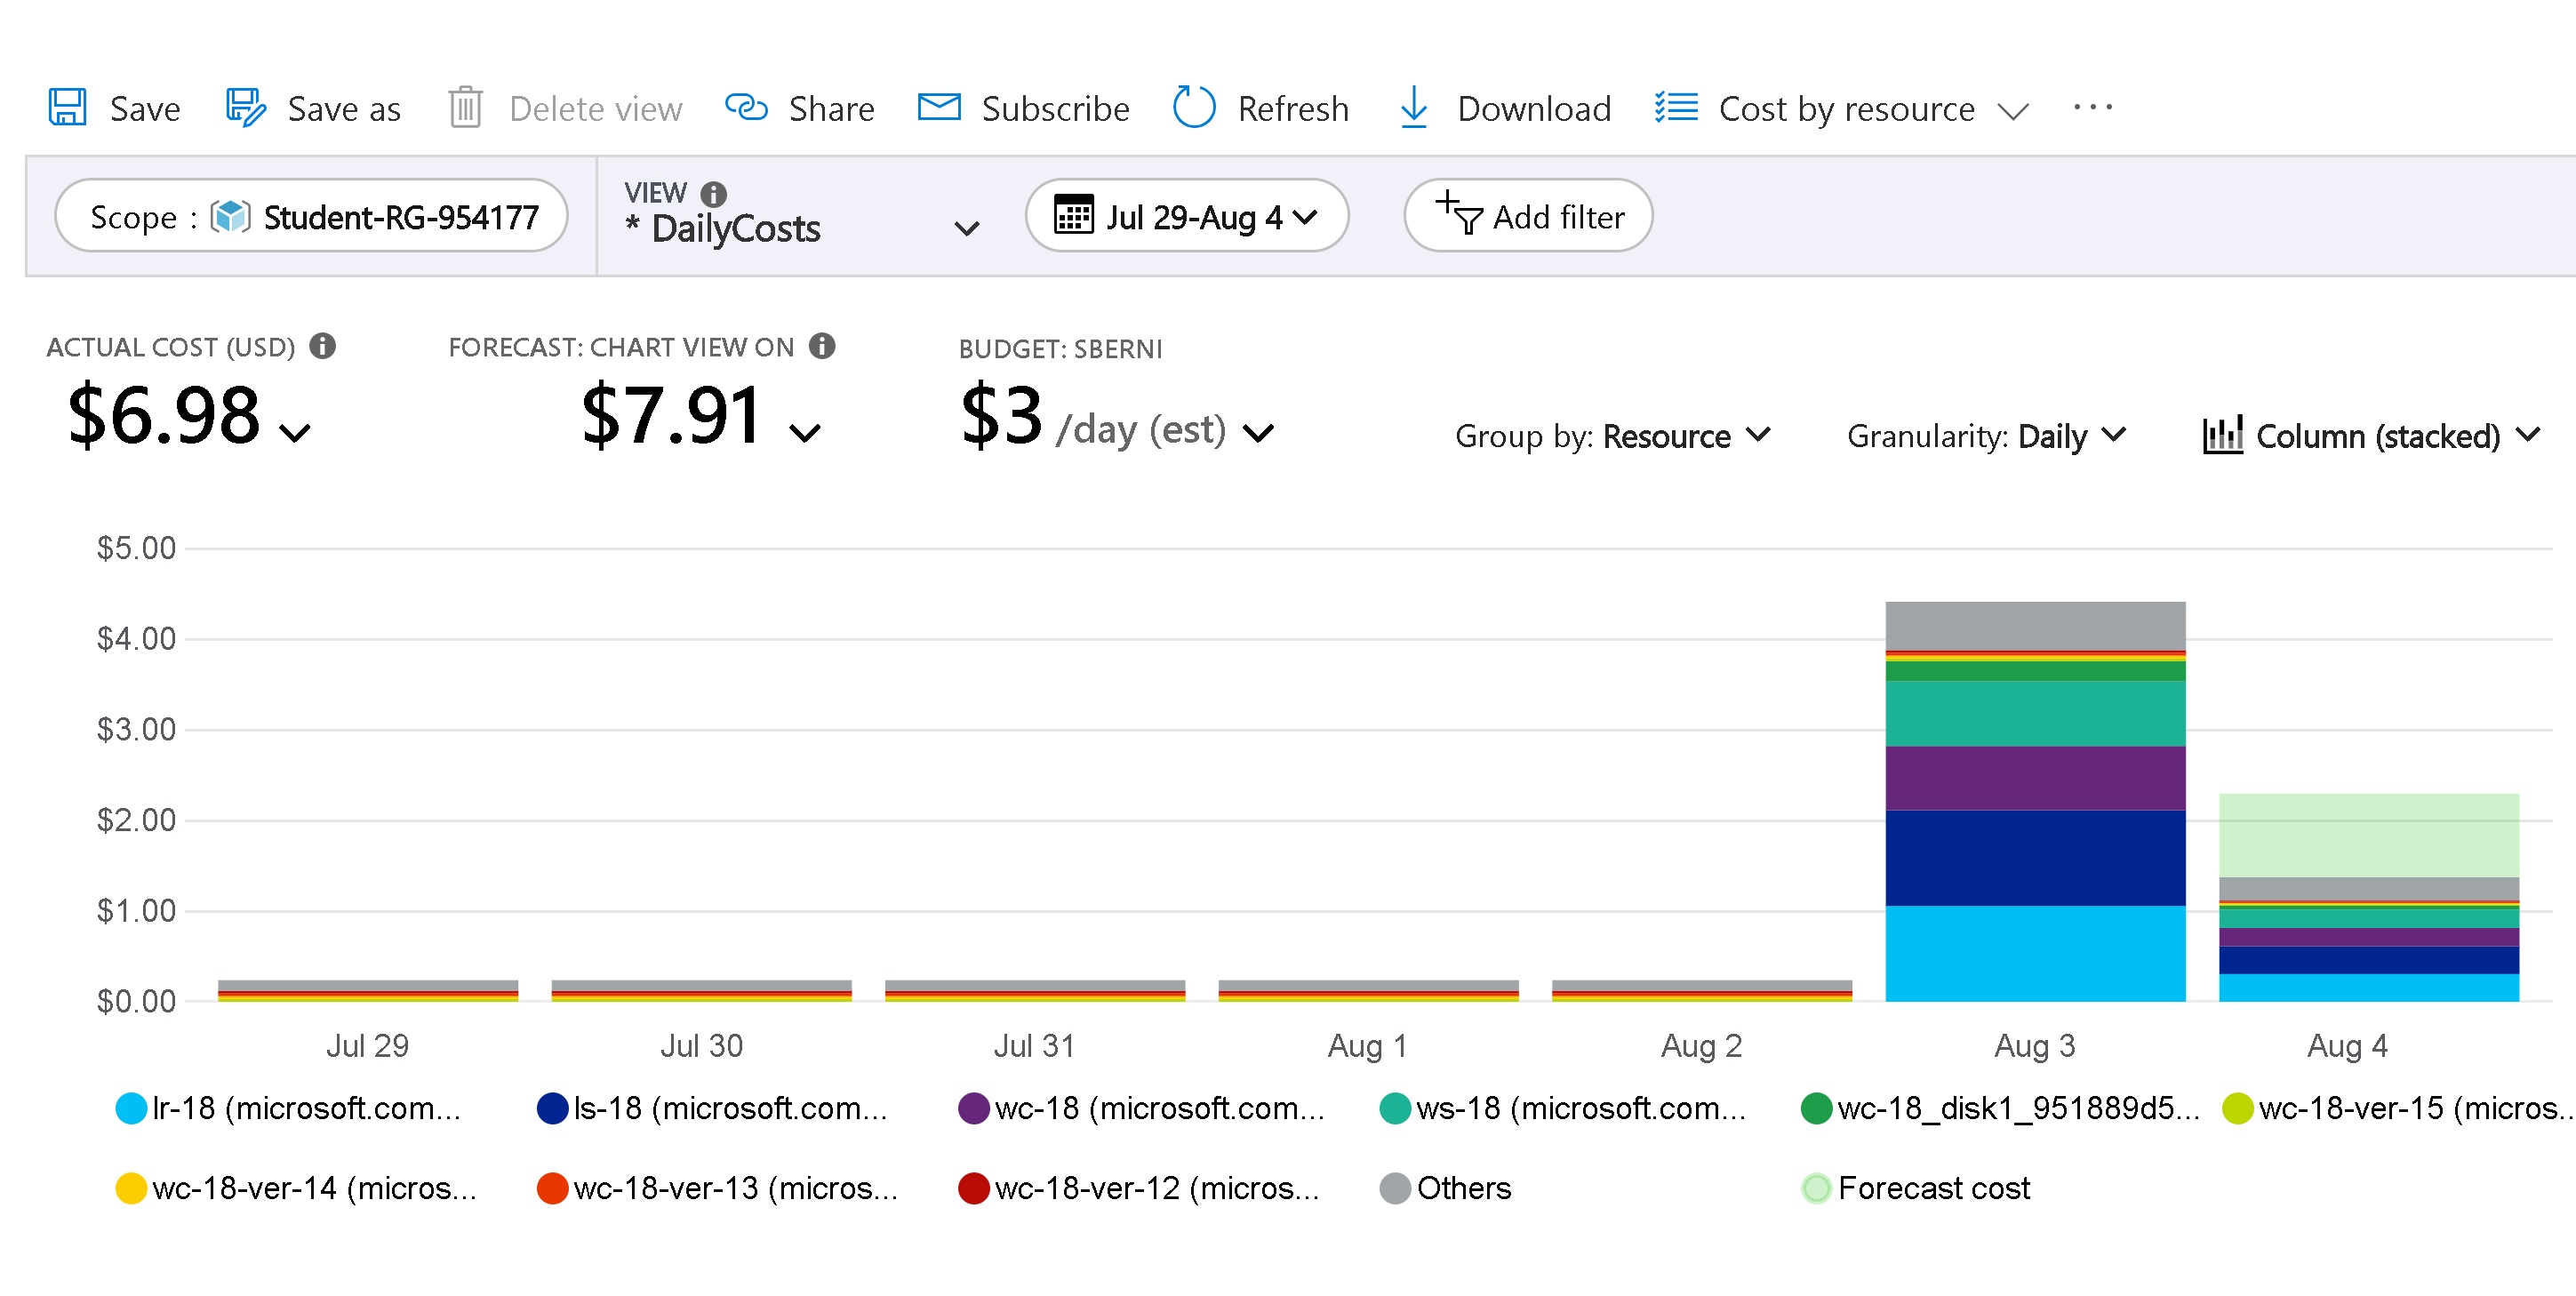 Save Save as Delete view Share Subscribe Refresh Download Cost by resource ...
Scope : Student-RG-954177
VIEW
* DailyCosts
Jul 29-Aug 4
Add filter
ACTUAL COST (USD)
$6.98
FORECAST: CHART VIEW ON
$7.91
BUDGET: SBERNI
$3 /day (est)
Group by: Resource
Granularity: Daily
Column (stacked)
$5.00
$4.00
$3.00
$2.00
$1.00
$0.00
Jul 29 Jul 30 Jul 31 Aug 1 Aug 2 Aug 3 Aug 4
lr-18 (microsoft.com... ls-18 (microsoft.com... wc-18 (microsoft.com... ws-18 (microsoft.com... wc-18_disk1_951889d5... wc-18-ver-15 (micros...
wc-18-ver-14 (micros... wc-18-ver-13 (micros... wc-18-ver-12 (micros... Others Forecast cost